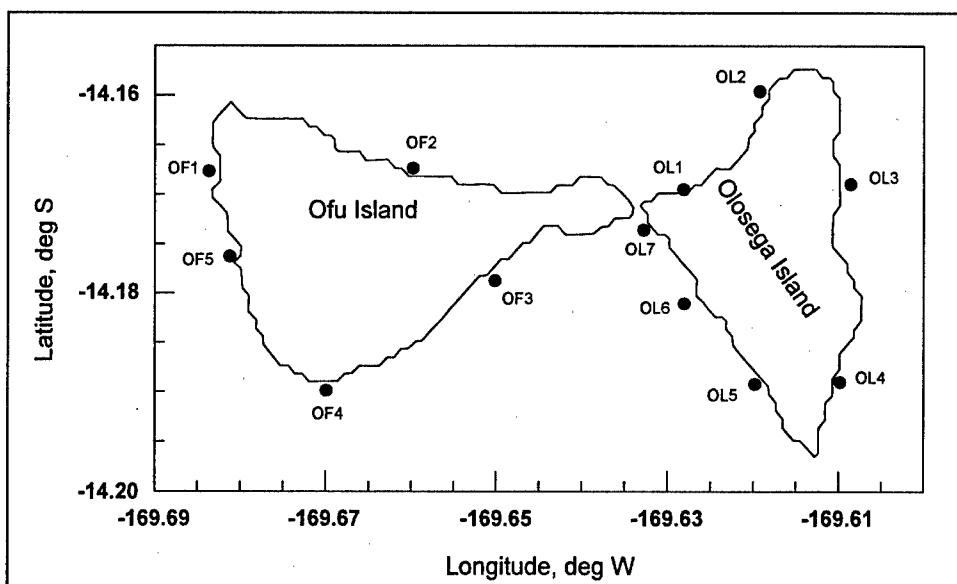 OL2
-14.16
OF2
OF1
OL1
OL3
Ofu Island
Olosega Island
Latitude, deg S
OL7
OF5
OF3
-14.18
OL6
OL5
OL4
OF4
-14.20
-169.69
-169.67
-169.65
-169.63
-169.61
Longitude, deg W